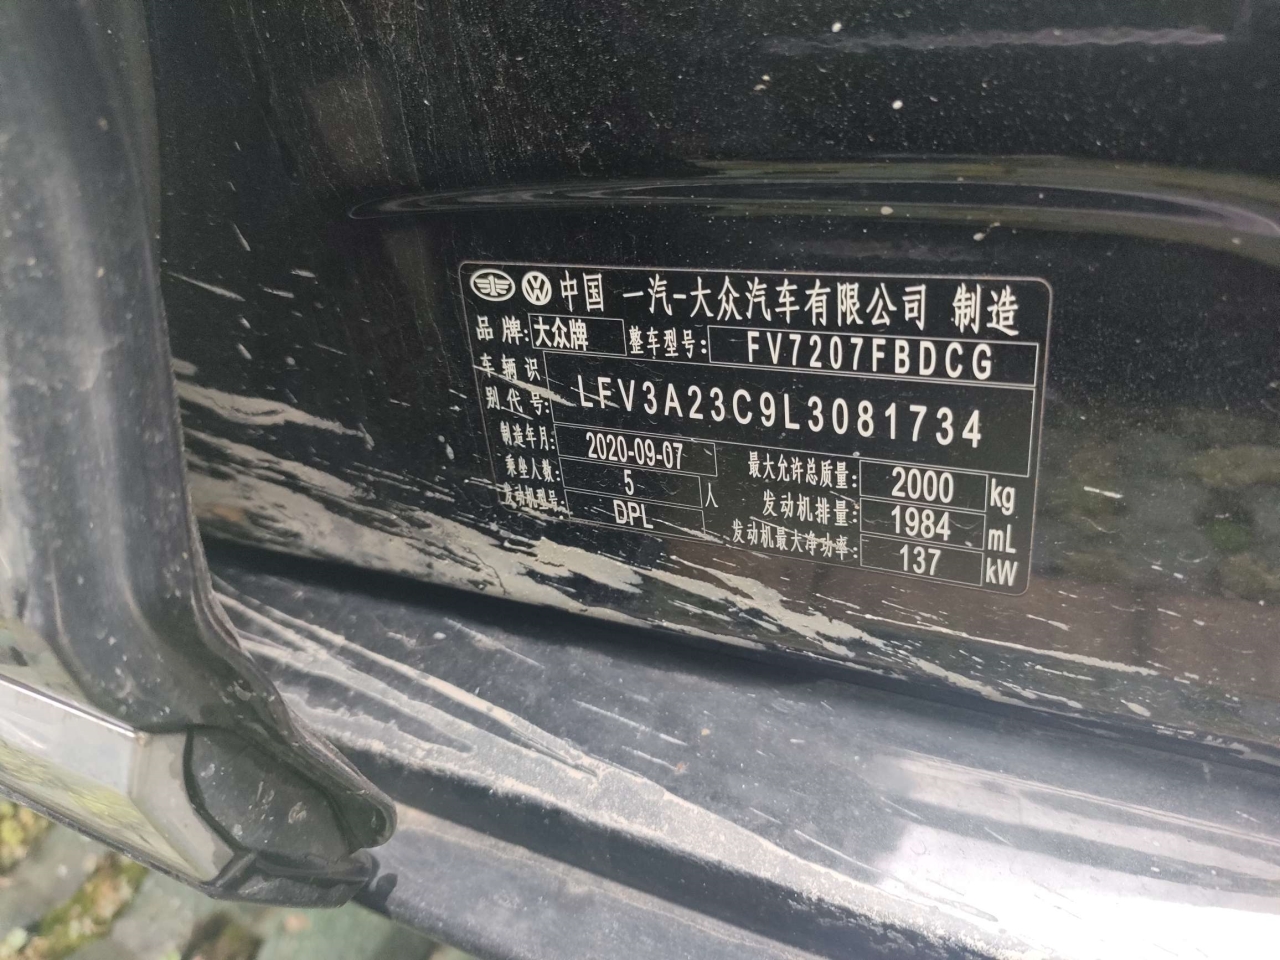 中国 一汽-大众汽车有限公司 制造
品牌: 大众牌 整车型号: FV7207FBDCG
车辆识别代号: LFV3A23C9L3081734
制造年月: 2020-09-07 最大允许总质量: 2000 kg
乘坐人数: 5 人 发动机排量: 1984 mL
发动机型号: DPL 发动机最大净功率: 137 kW